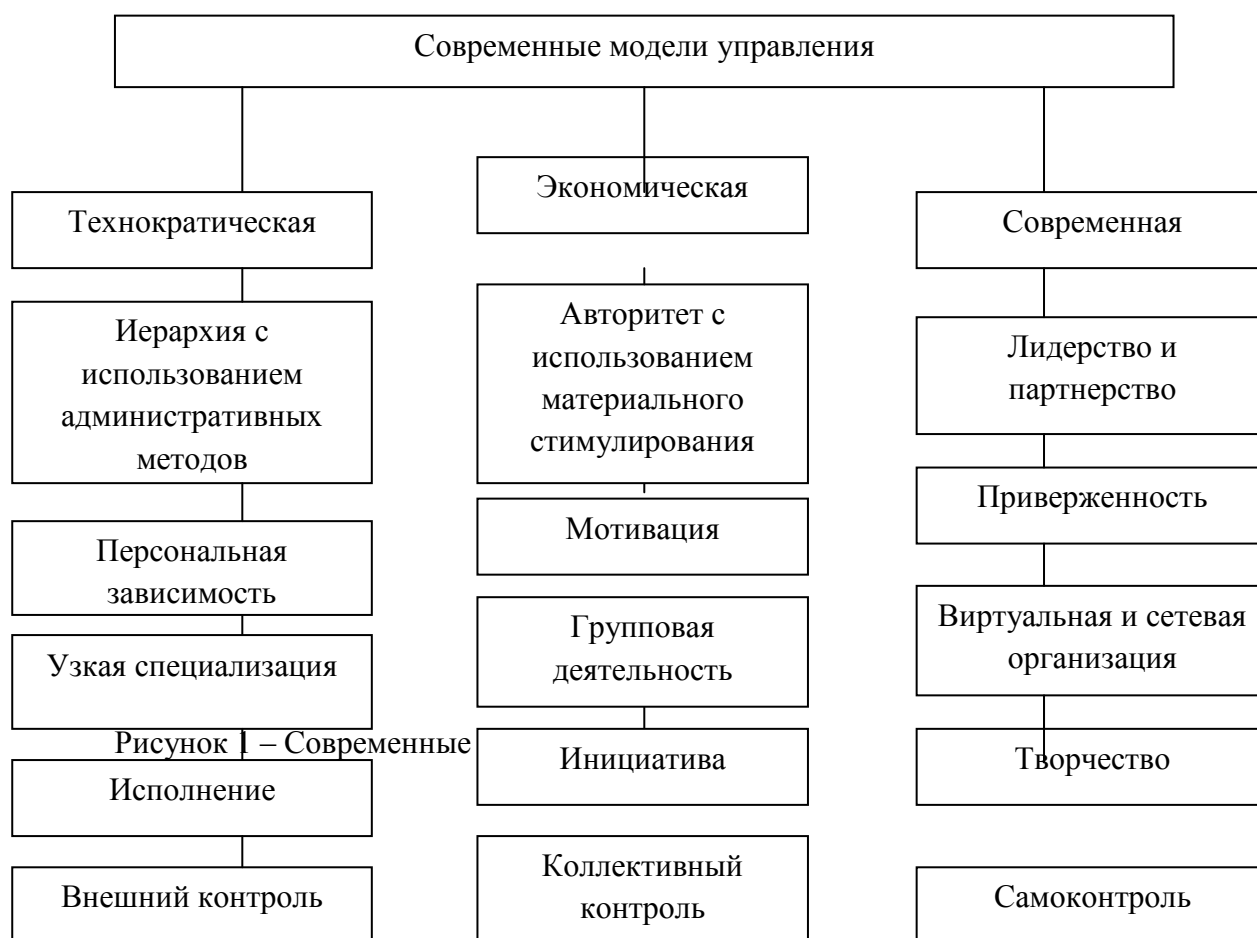 Современные модели управления
Технократическая
Иерархия с
использованием
административных
методов
Персональная
зависимость
Узкая специализация
Рисунок 1 – Современные
Исполнение
Внешний контроль
Экономическая
Авторитет с
использованием
материального
стимулирования
Мотивация
Групповая
деятельность
Инициатива
Коллективный
контроль
Современная
Лидерство и
партнерство
Приверженность
Виртуальная и сетевая
организация
Творчество
Самоконтроль